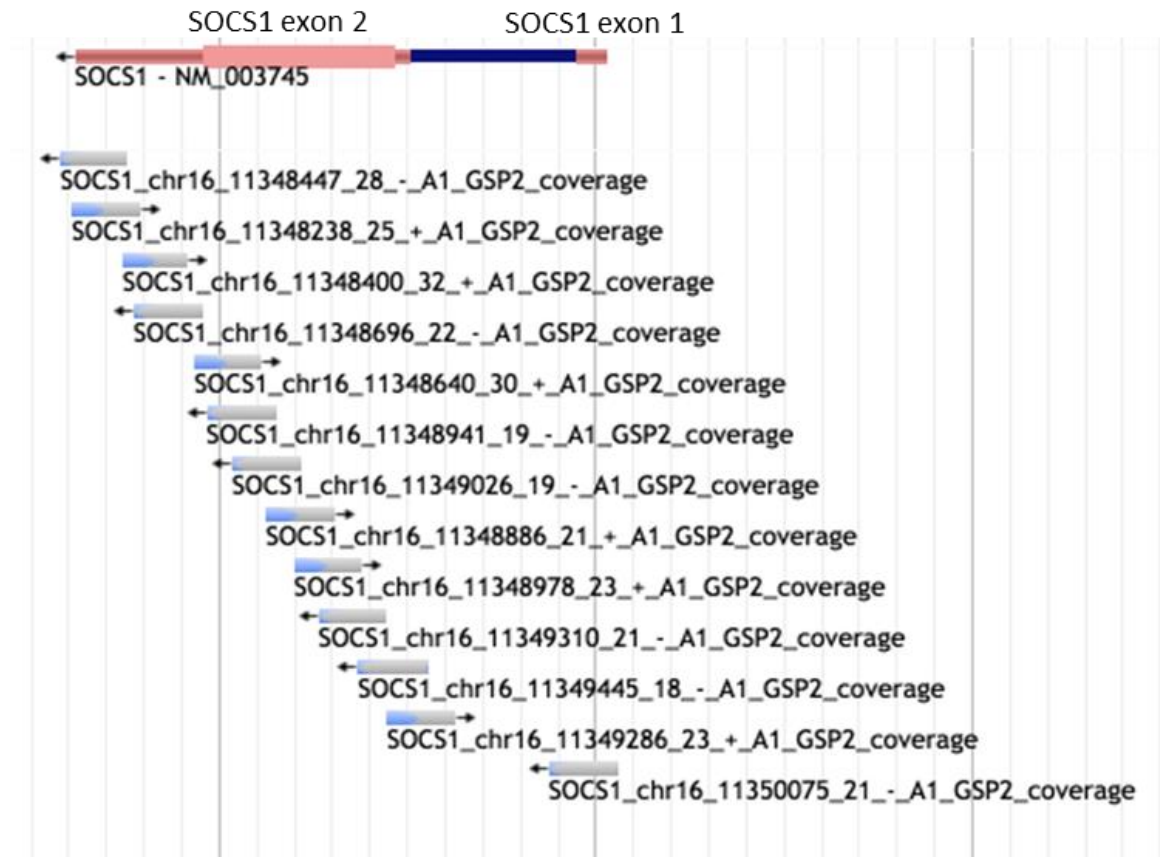 SOCS1 exon 2 SOCS1 exon 1
SOCS1 - NM_003745
SOCS1_chr16_11348447_28_-_A1_GSP2_coverage
SOCS1_chr16_11348238_25_+_A1_GSP2_coverage
SOCS1_chr16_11348400_32_+_A1_GSP2_coverage
SOCS1_chr16_11348696_22_-_A1_GSP2_coverage
SOCS1_chr16_11348640_30_+_A1_GSP2_coverage
SOCS1_chr16_11348941_19_-_A1_GSP2_coverage
SOCS1_chr16_11349026_19_-_A1_GSP2_coverage
SOCS1_chr16_11348886_21_+_A1_GSP2_coverage
SOCS1_chr16_11348978_23_+_A1_GSP2_coverage
SOCS1_chr16_11349310_21_-_A1_GSP2_coverage
SOCS1_chr16_11349445_18_-_A1_GSP2_coverage
SOCS1_chr16_11349286_23_+_A1_GSP2_coverage
SOCS1_chr16_11350075_21_-_A1_GSP2_coverage